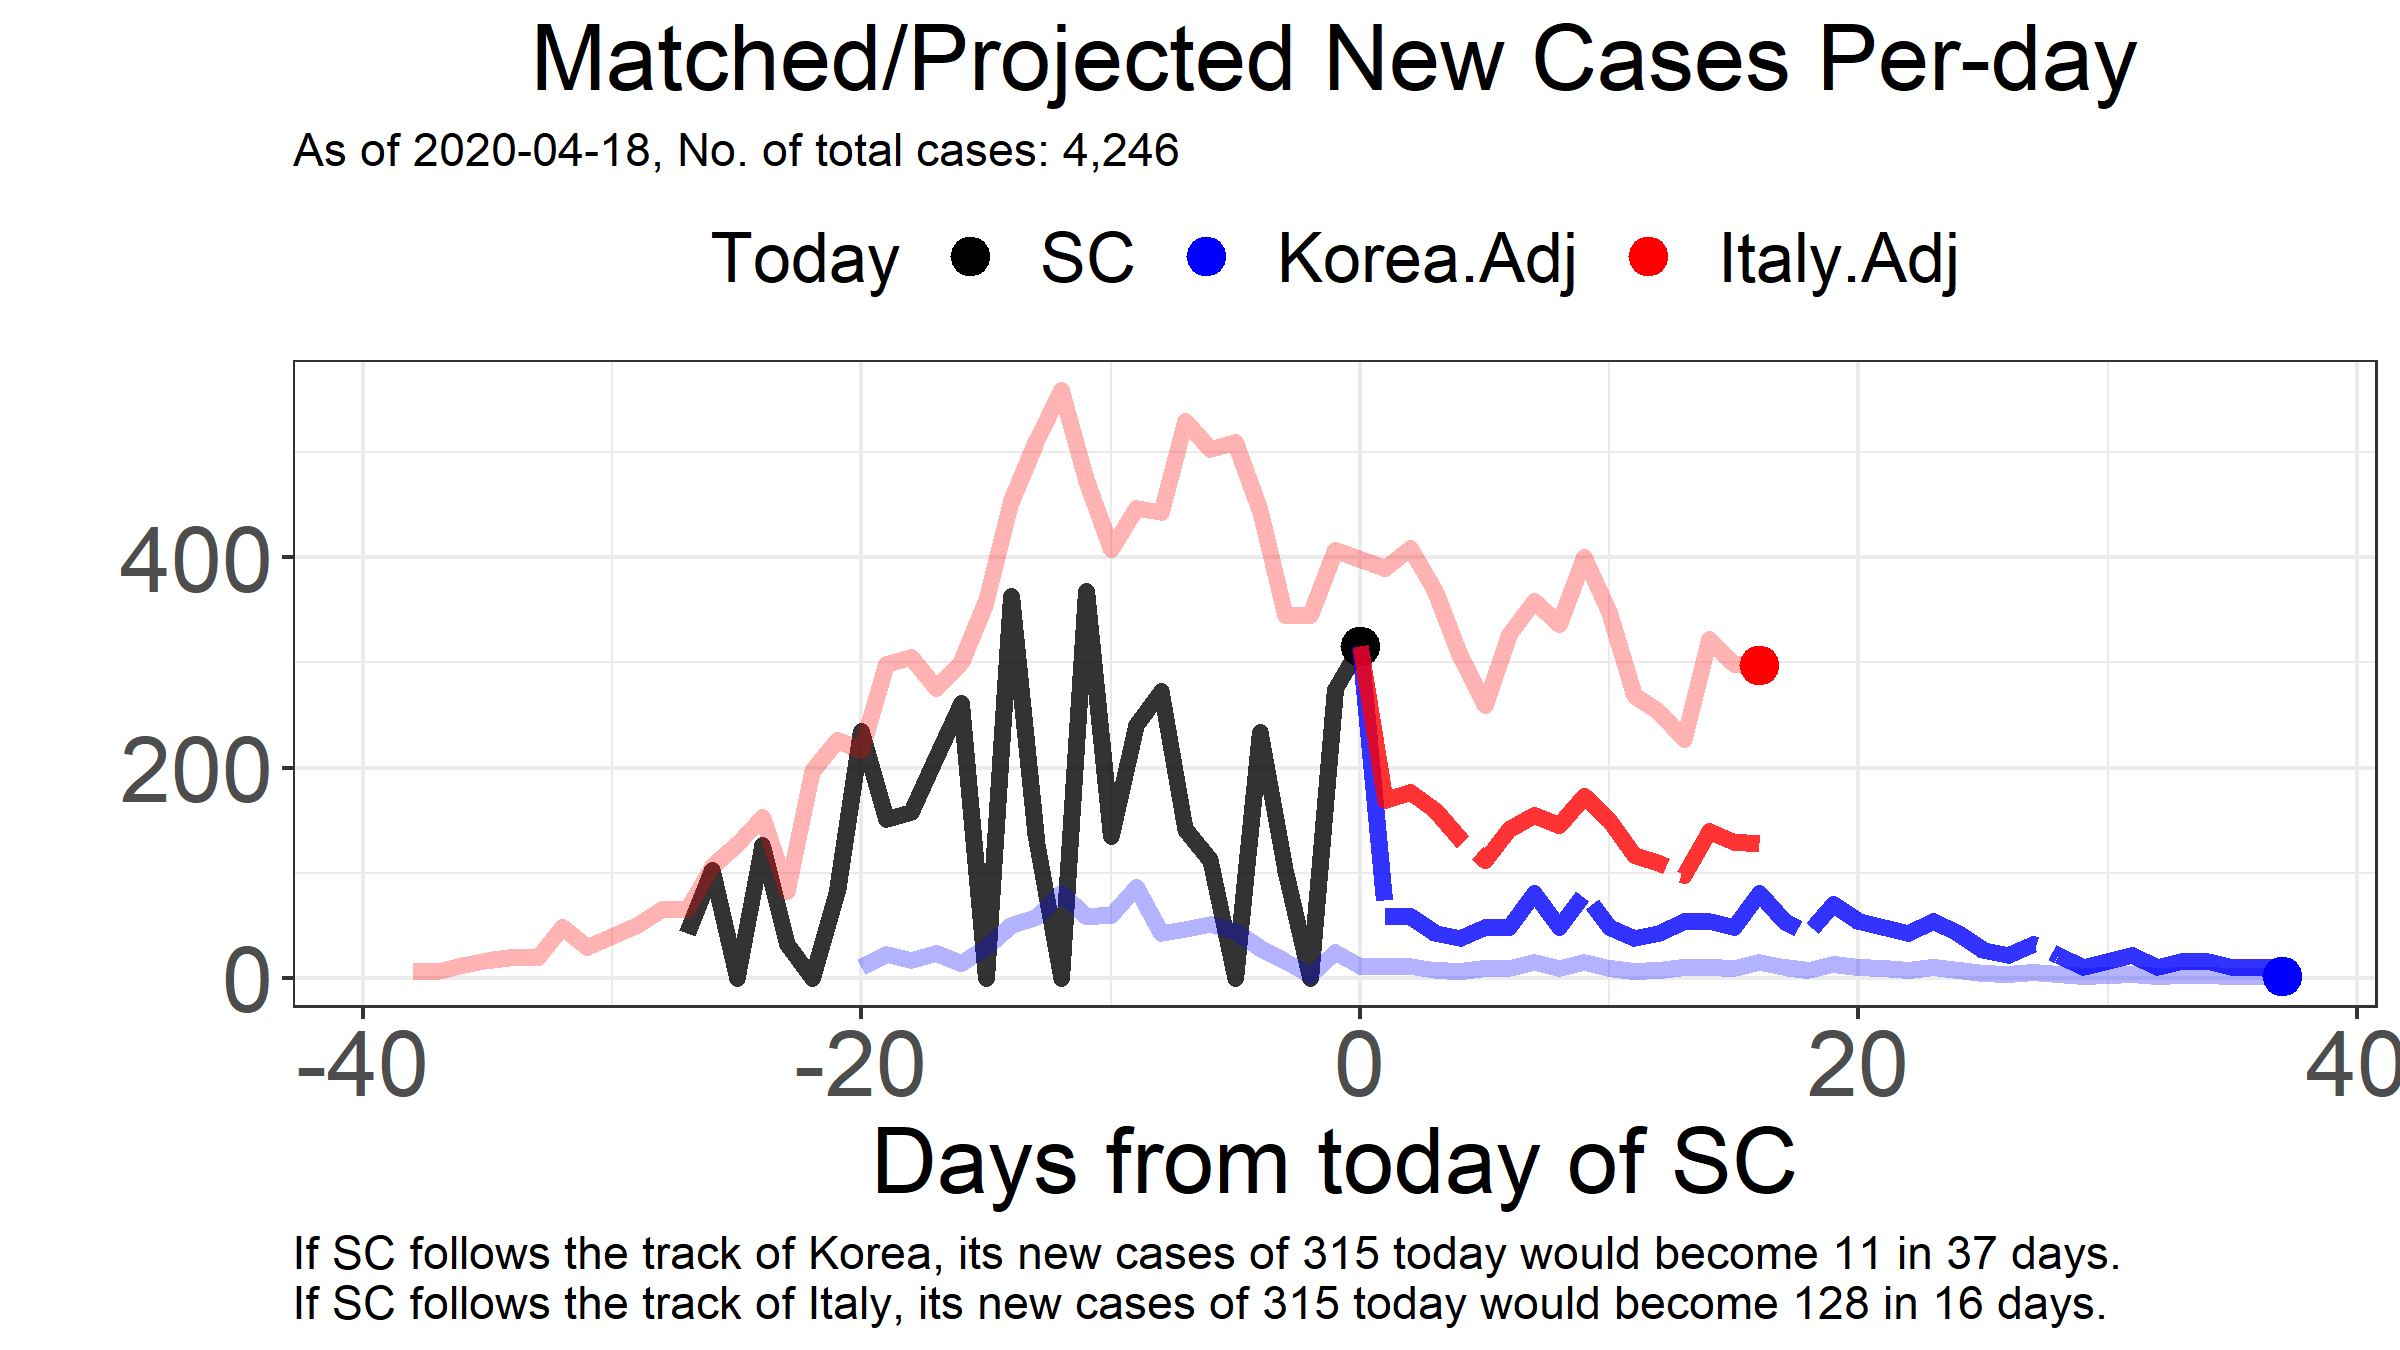 Matched/Projected New Cases Per-day
As of 2020-04-18, No. of total cases: 4,246
Today SC Korea.Adj Italy.Adj
400
200
0
-40 -20 0 20 40
Days from today of SC
If SC follows the track of Korea, its new cases of 315 today would become 11 in 37 days.
If SC follows the track of Italy, its new cases of 315 today would become 128 in 16 days.